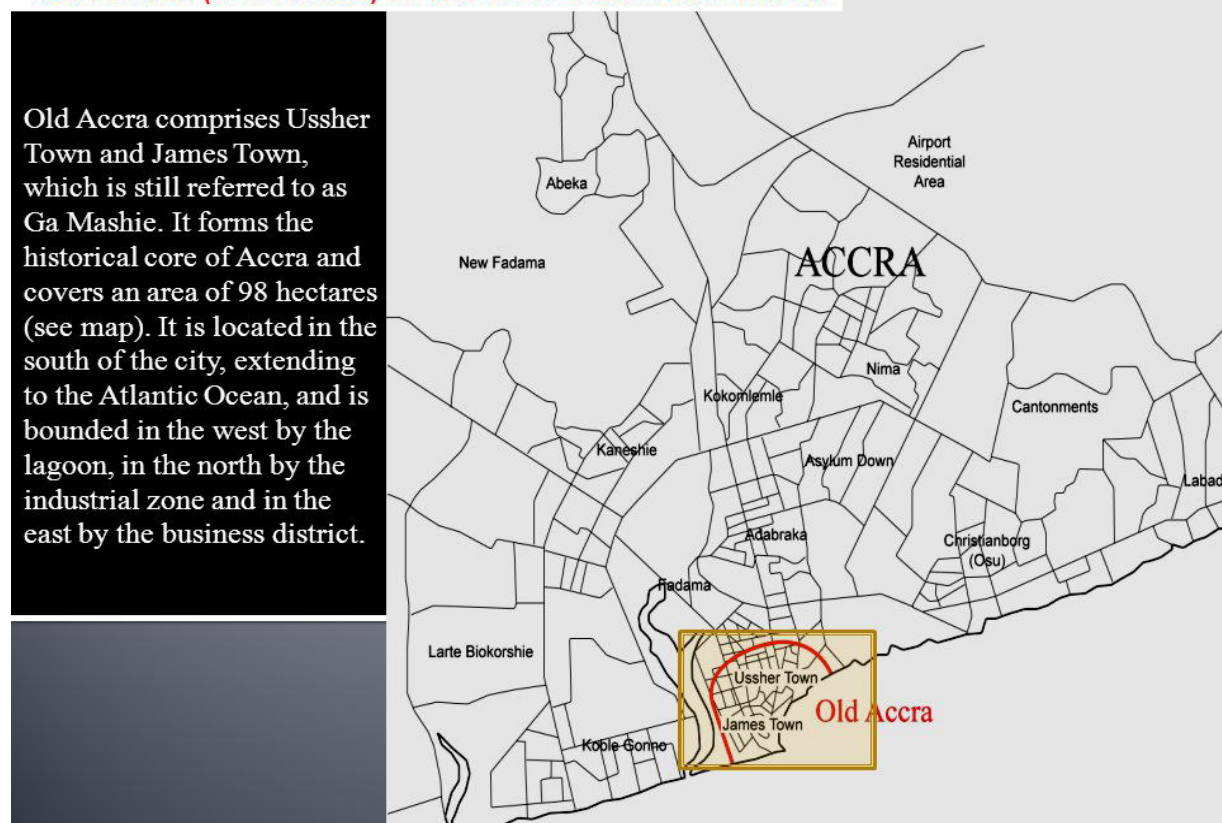 Old Accra comprises Ussher
Town and James Town,
which is still referred to as
Ga Mashie. It forms the
historical core of Accra and
covers an area of 98 hectares
(see map). It is located in the
south of the city, extending
to the Atlantic Ocean, and is
bounded in the west by the
lagoon, in the north by the
industrial zone and in the
east by the business district.
Airport
Residential
Area
Abeka
New Fadama
ACCRA
Nima
Kokomlemle
Cantonments
Kaneshie
Asylum Down
Labad
Adabraka
Christianborg
(Osu)
Fadama
Larte Biokorshie
Ussher Town
Old Accra
James Town
Koble Gonno